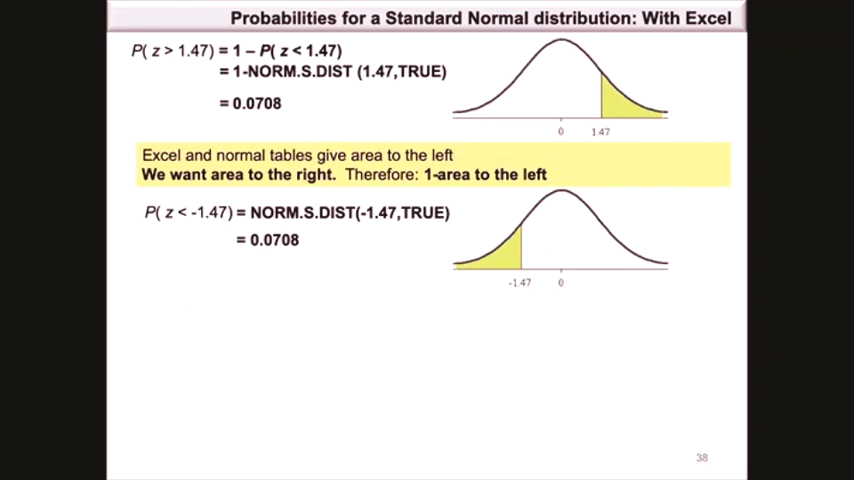 Probabilities for a Standard Normal distribution: With Excel
P( z > 1.47) = 1 – P( z < 1.47)
= 1-NORM.S.DIST (1.47,TRUE)
= 0.0708
0 1.47
Excel and normal tables give area to the left
We want area to the right. Therefore: 1-area to the left
P( z < -1.47) = NORM.S.DIST(-1.47,TRUE)
= 0.0708
-1.47 0
38